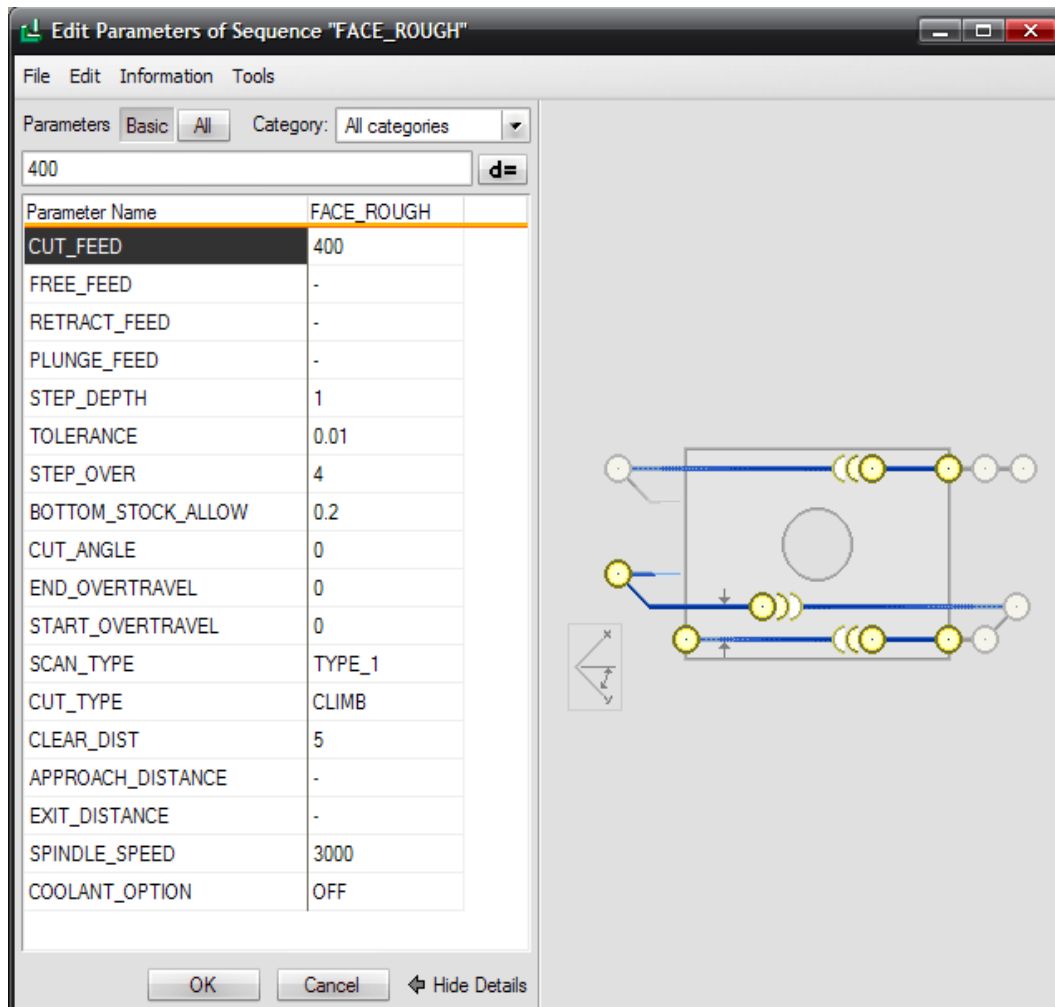 Edit Parameters of Sequence "FACE_ROUGH"
File Edit Information Tools
Parameters Basic All Category: All categories
400 d=
Parameter Name FACE_ROUGH
CUT_FEED 400
FREE_FEED -
RETRACT_FEED -
PLUNGE_FEED -
STEP_DEPTH 1
TOLERANCE 0.01
STEP_OVER 4
BOTTOM_STOCK_ALLOW 0.2
CUT_ANGLE 0
END_OVERTRAVEL 0
START_OVERTRAVEL 0
SCAN_TYPE TYPE_1
CUT_TYPE CLIMB
CLEAR_DIST 5
APPROACH_DISTANCE -
EXIT_DISTANCE -
SPINDLE_SPEED 3000
COOLANT_OPTION OFF
OK Cancel Hide Details
x
y